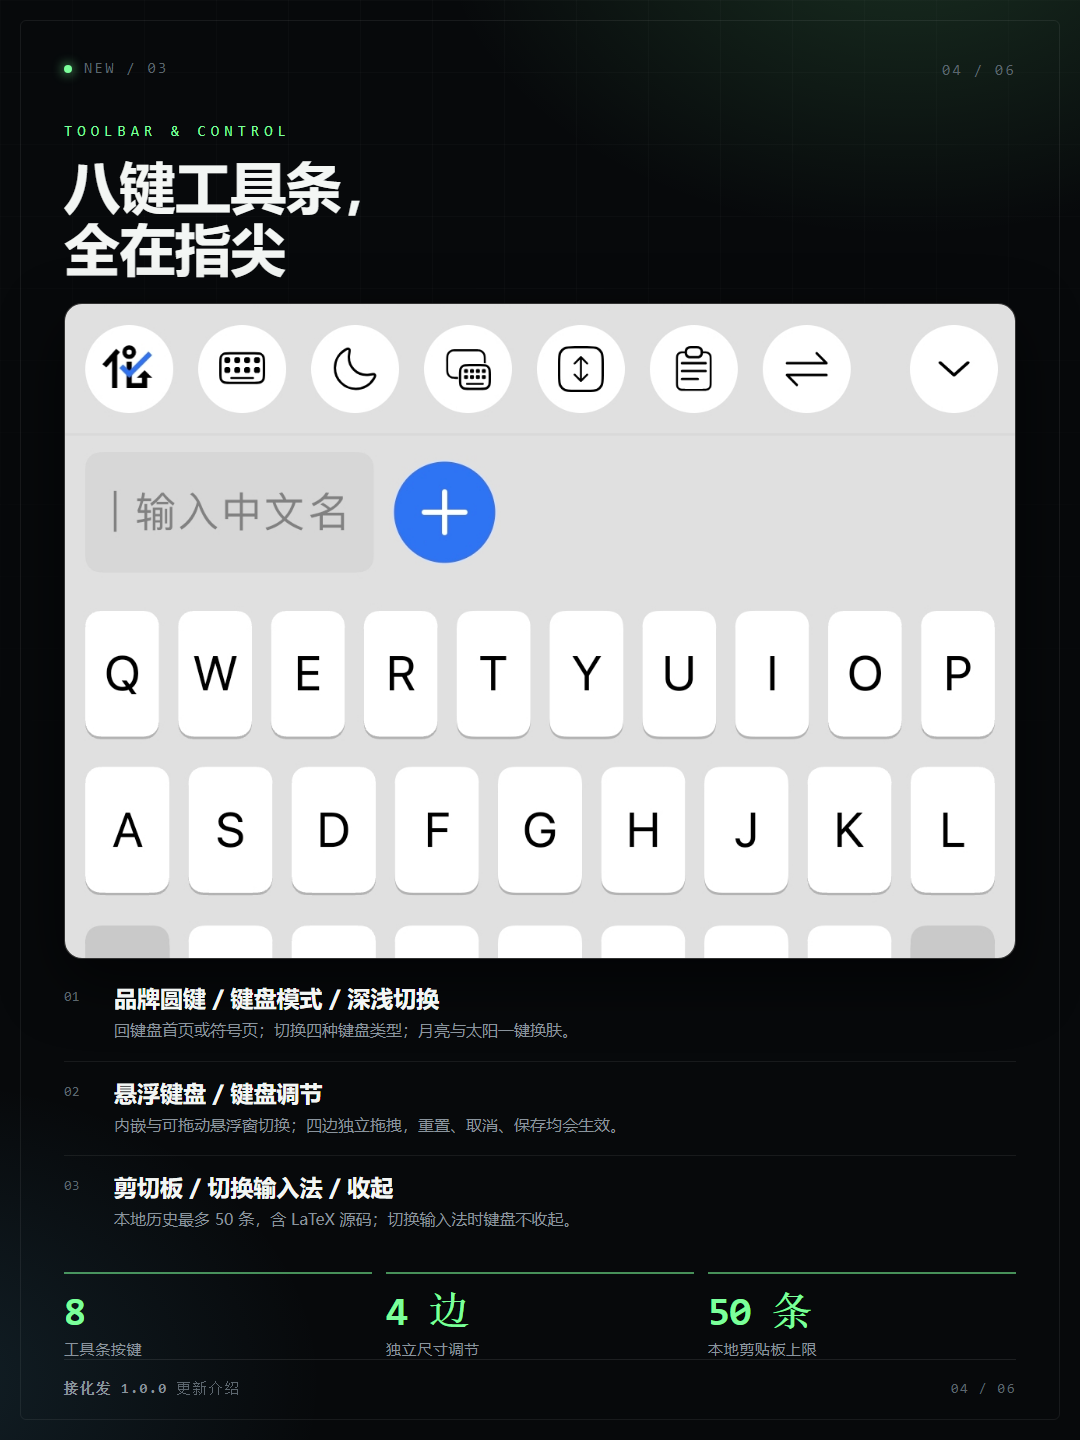 NEW / 03
04 / 06
TOOLBAR & CONTROL
八键工具条，
全在指尖
输入中文名
Q W E R T Y U I O P
A S D F G H J K L
01
品牌圆键 / 键盘模式 / 深浅切换
回键盘首页或符号页；切换四种键盘类型；月亮与太阳一键换肤。
02
悬浮键盘 / 键盘调节
内嵌与可拖动悬浮窗切换；四边独立拖拽，重置、取消、保存均会生效。
03
剪切板 / 切换输入法 / 收起
本地历史最多 50 条，含 LaTeX 源码；切换输入法时键盘不收起。
8
工具条按键
4 边
独立尺寸调节
50 条
本地剪贴板上限
接化发 1.0.0 更新介绍
04 / 06